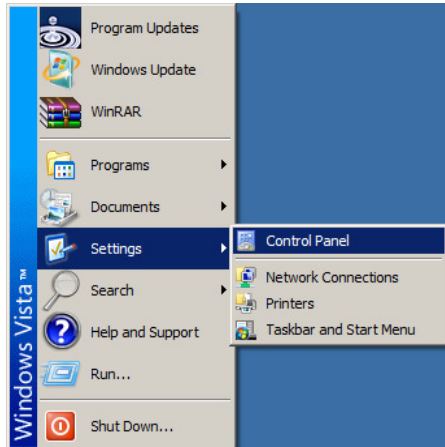 Program Updates
Windows Update
WinRAR
Programs
Documents
Settings
Search
Help and Support
Run...
Shut Down...
Windows Vista™
Control Panel
Network Connections
Printers
Taskbar and Start Menu